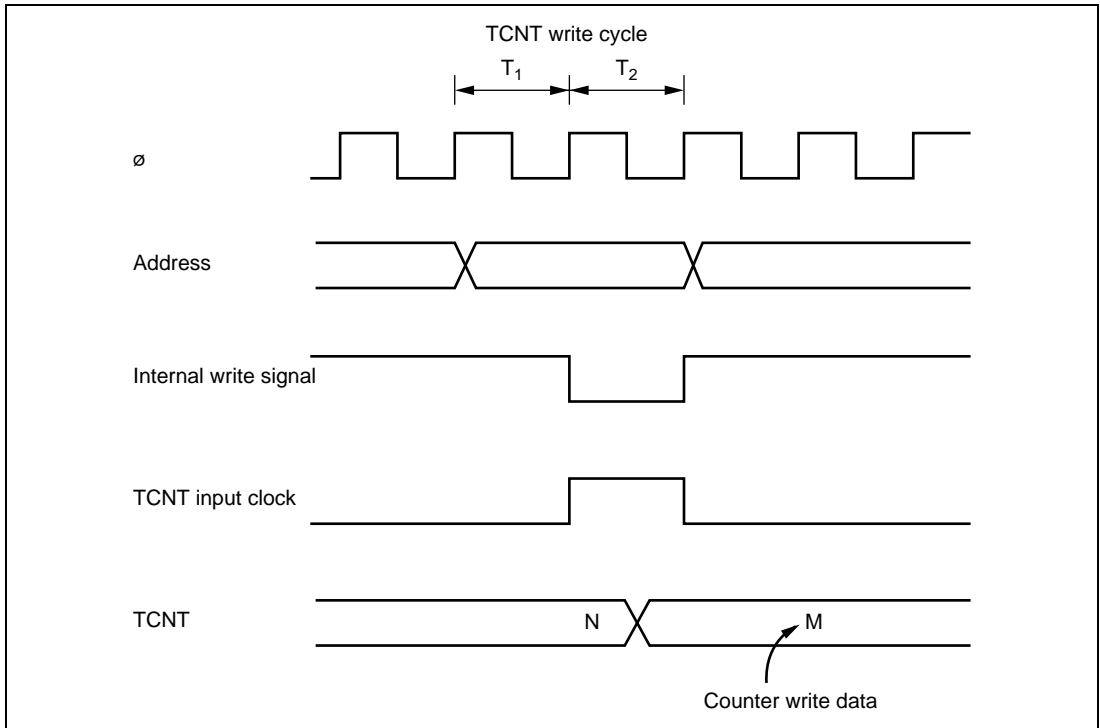 TCNT write cycle
T1 T2
ø
Address
Internal write signal
TCNT input clock
TCNT N M
Counter write data